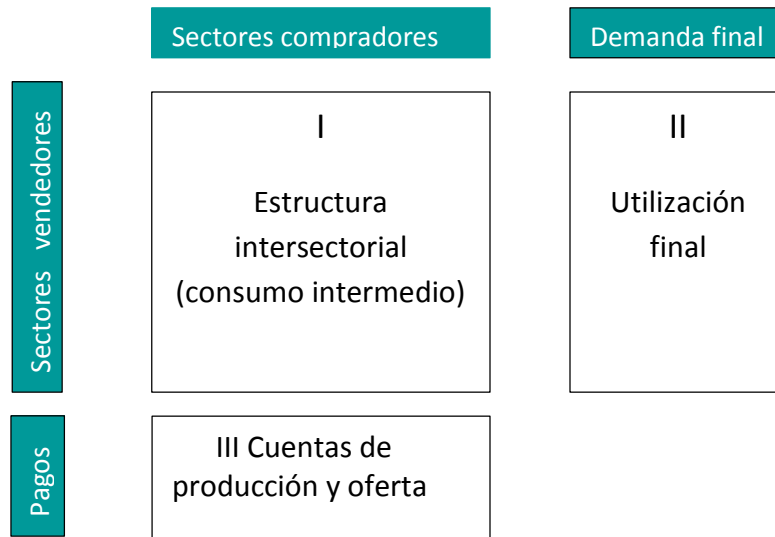 Sectores compradores
Demanda final
Sectores vendedores
I
Estructura
intersectorial
(consumo intermedio)
II
Utilización
final
Pagos
III Cuentas de
producción y oferta